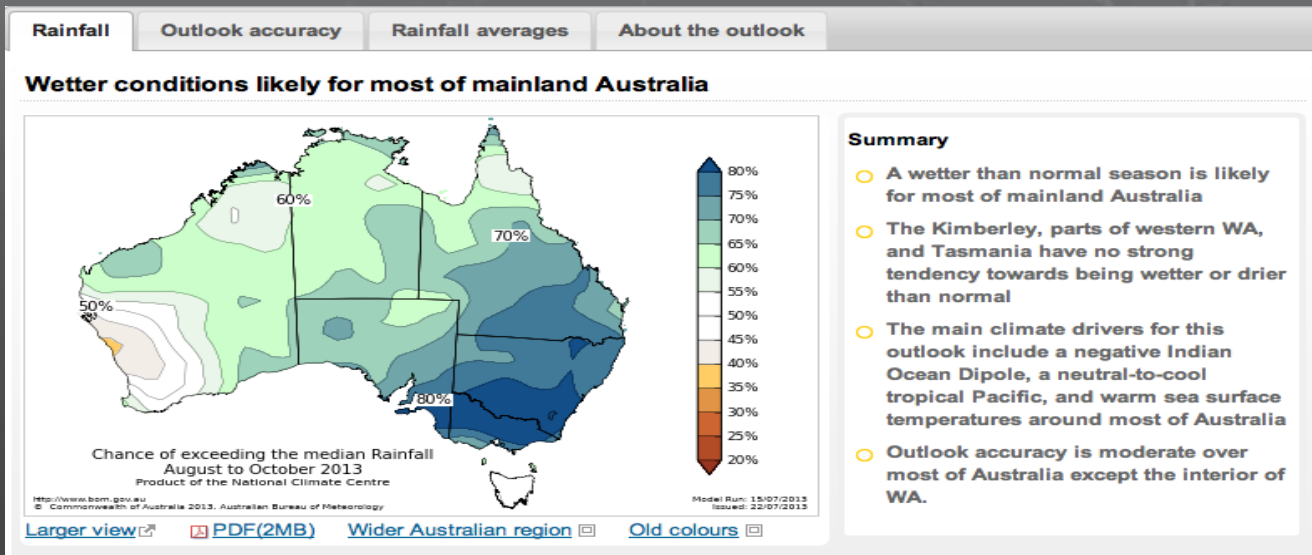 Rainfall
Outlook accuracy
Rainfall averages
About the outlook
Wetter conditions likely for most of mainland Australia
60%
70%
50%
80%
80%
75%
70%
65%
60%
55%
50%
45%
40%
35%
30%
25%
20%
Chance of exceeding the median Rainfall
August to October 2013
Product of the National Climate Centre
http://www.bom.gov.au
© Commonwealth of Australia 2013, Australian Bureau of Meteorology
Model Run: 15/07/2013
Issued: 22/07/2013
Larger view
PDF(2MB)
Wider Australian region
Old colours
Summary
A wetter than normal season is likely
for most of mainland Australia
The Kimberley, parts of western WA,
and Tasmania have no strong
tendency towards being wetter or drier
than normal
The main climate drivers for this
outlook include a negative Indian
Ocean Dipole, a neutral-to-cool
tropical Pacific, and warm sea surface
temperatures around most of Australia
Outlook accuracy is moderate over
most of Australia except the interior of
WA.